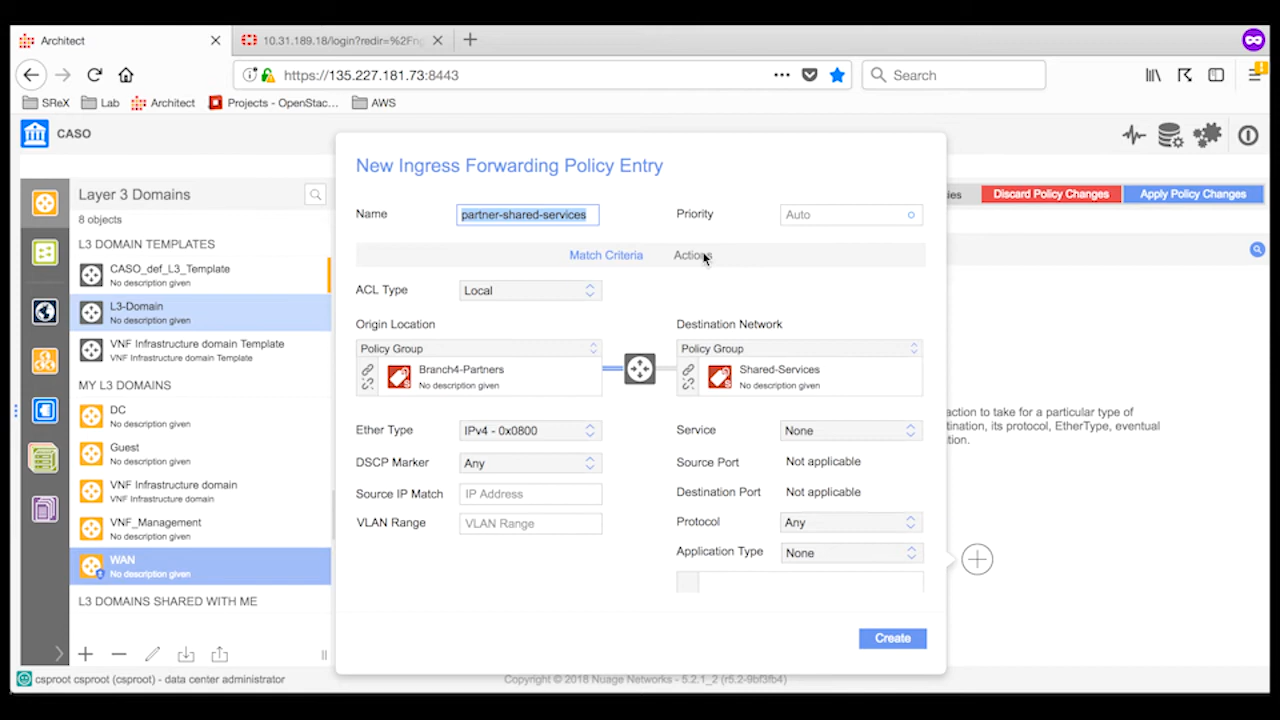 Architect
10.31.189.18/login?redir=%2Fn
https://135.227.181.73:8443
Search
SReX
Lab
Architect
Projects - OpenStac...
AWS
CASO
Layer 3 Domains
8 objects
L3 DOMAIN TEMPLATES
CASO_def_L3_Template
No description given
L3-Domain
No description given
VNF Infrastructure domain Template
VNF Infrastructure domain Template
MY L3 DOMAINS
DC
No description given
Guest
No description given
VNF Infrastructure domain
VNF Infrastructure domain
VNF_Management
No description given
WAN
No description given
L3 DOMAINS SHARED WITH ME
New Ingress Forwarding Policy Entry
Name
partner-shared-services
Priority
Auto
Match Criteria
Actions
ACL Type
Local
Origin Location
Destination Network
Policy Group
Branch4-Partners
No description given
Policy Group
Shared-Services
No description given
Ether Type
IPv4 - 0x0800
Service
None
DSCP Marker
Any
Source Port
Not applicable
Source IP Match
IP Address
Destination Port
Not applicable
VLAN Range
VLAN Range
Protocol
Any
Application Type
None
Create
ies
Discard Policy Changes
Apply Policy Changes
action to take for a particular type of
tination, its protocol, EtherType, eventual
tion.
csproot csproot (csproot) - data center administrator
Copyright © 2018 Nuage Networks - 5.2.1_2 (r5.2-9bf3fb4)